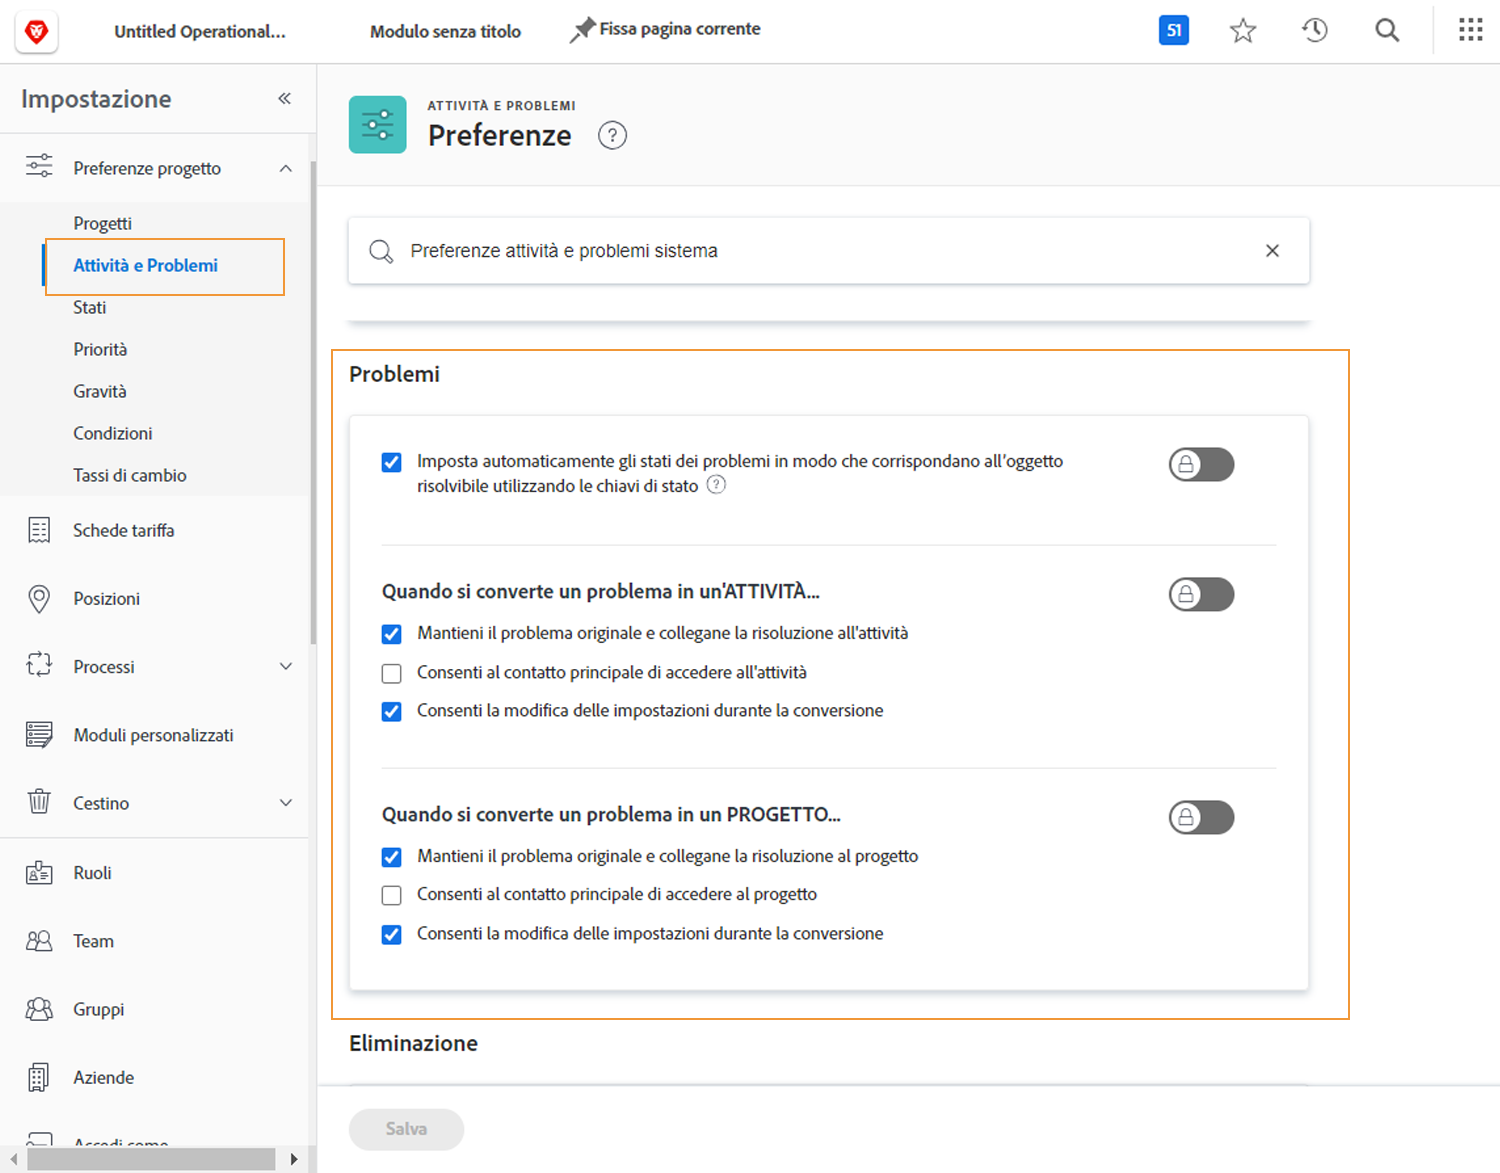 Untitled Operational...
Modulo senza titolo
Fissa pagina corrente
51
Impostazione
ATTIVITÀ E PROBLEMI
Preferenze
?
Preferenze progetto
Progetti
Attività e Problemi
Stati
Priorità
Gravità
Condizioni
Tassi di cambio
Schede tariffa
Posizioni
Processi
Moduli personalizzati
Cestino
Ruoli
Team
Gruppi
Aziende
Accedi come
Preferenze attività e problemi sistema
Problemi
Imposta automaticamente gli stati dei problemi in modo che corrispondano all'oggetto
risolvibile utilizzando le chiavi di stato ?
Quando si converte un problema in un'ATTIVITÀ...
Mantieni il problema originale e collegane la risoluzione all'attività
Consenti al contatto principale di accedere all'attività
Consenti la modifica delle impostazioni durante la conversione
Quando si converte un problema in un PROGETTO...
Mantieni il problema originale e collegane la risoluzione al progetto
Consenti al contatto principale di accedere al progetto
Consenti la modifica delle impostazioni durante la conversione
Eliminazione
Salva